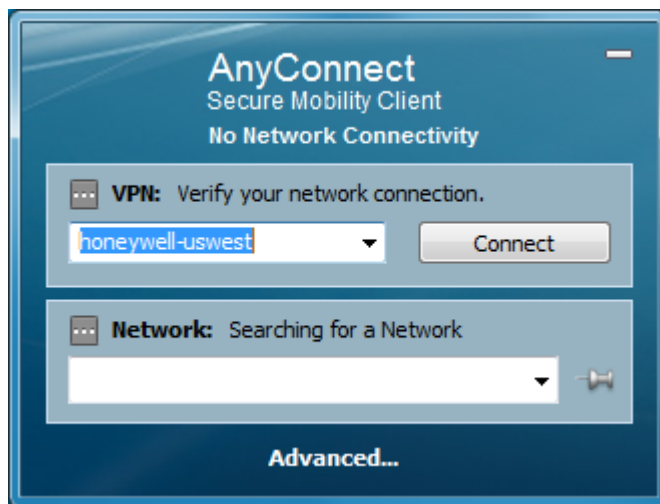 AnyConnect
Secure Mobility Client
No Network Connectivity
VPN: Verify your network connection.
honeywell-uswest
Connect
Network: Searching for a Network
Advanced...